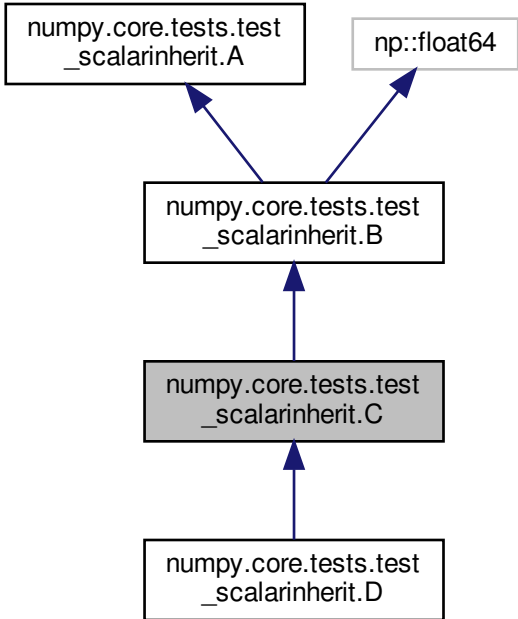 numpy.core.tests.test
_scalarinherit.A
np::float64
numpy.core.tests.test
_scalarinherit.B
numpy.core.tests.test
_scalarinherit.C
numpy.core.tests.test
_scalarinherit.D